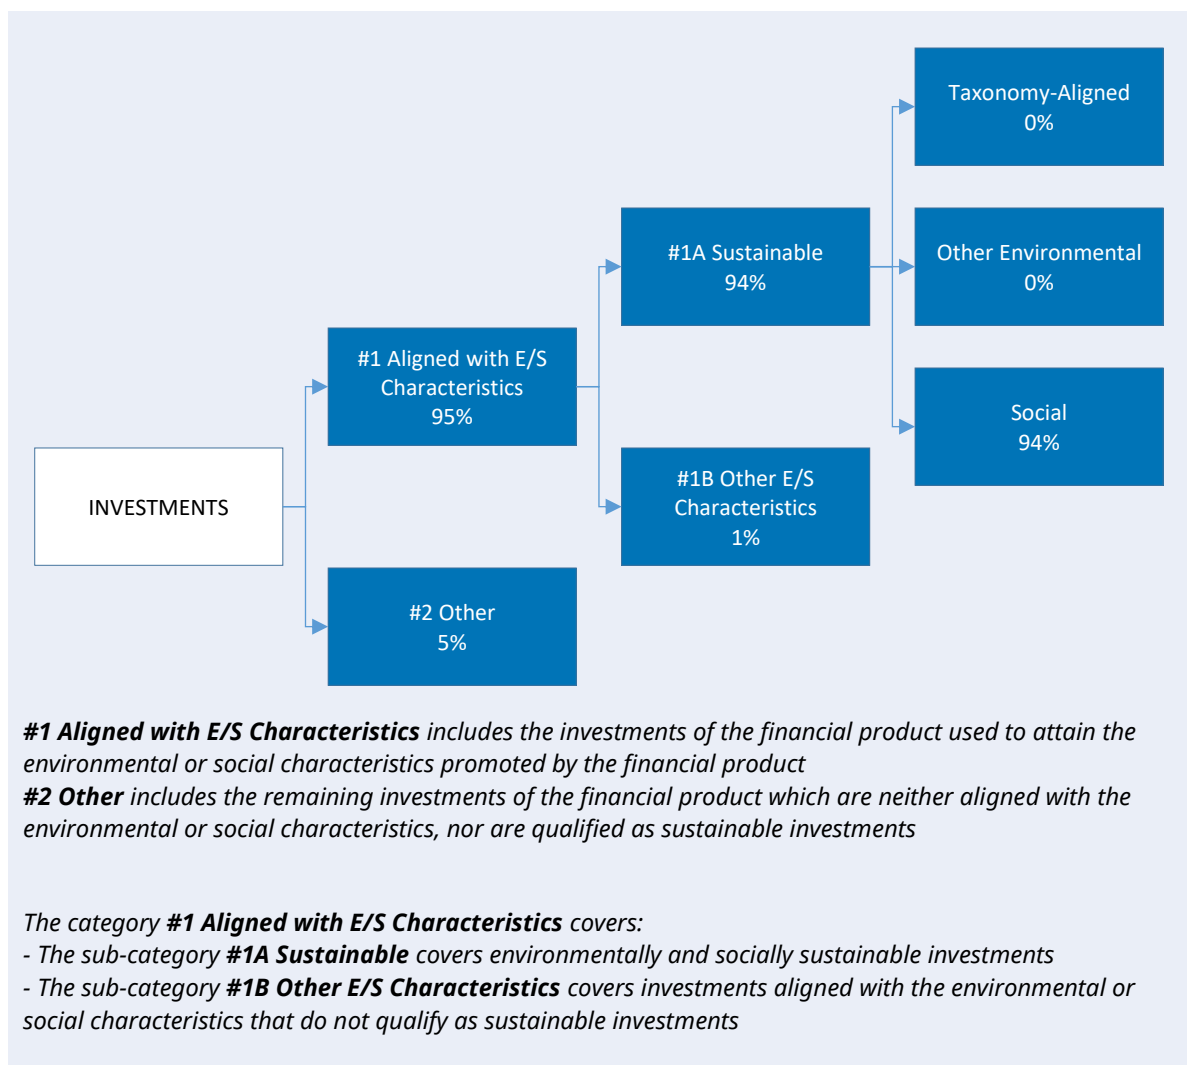 Taxonomy-Aligned
0%
#1A Sustainable
94%
Other Environmental
0%
#1 Aligned with E/S
Characteristics
95%
Social
94%
INVESTMENTS
#1B Other E/S
Characteristics
1%
#2 Other
5%
#1 Aligned with E/S Characteristics includes the investments of the financial product used to attain the
environmental or social characteristics promoted by the financial product
#2 Other includes the remaining investments of the financial product which are neither aligned with the
environmental or social characteristics, nor are qualified as sustainable investments
The category #1 Aligned with E/S Characteristics covers:
- The sub-category #1A Sustainable covers environmentally and socially sustainable investments
- The sub-category #1B Other E/S Characteristics covers investments aligned with the environmental or
social characteristics that do not qualify as sustainable investments